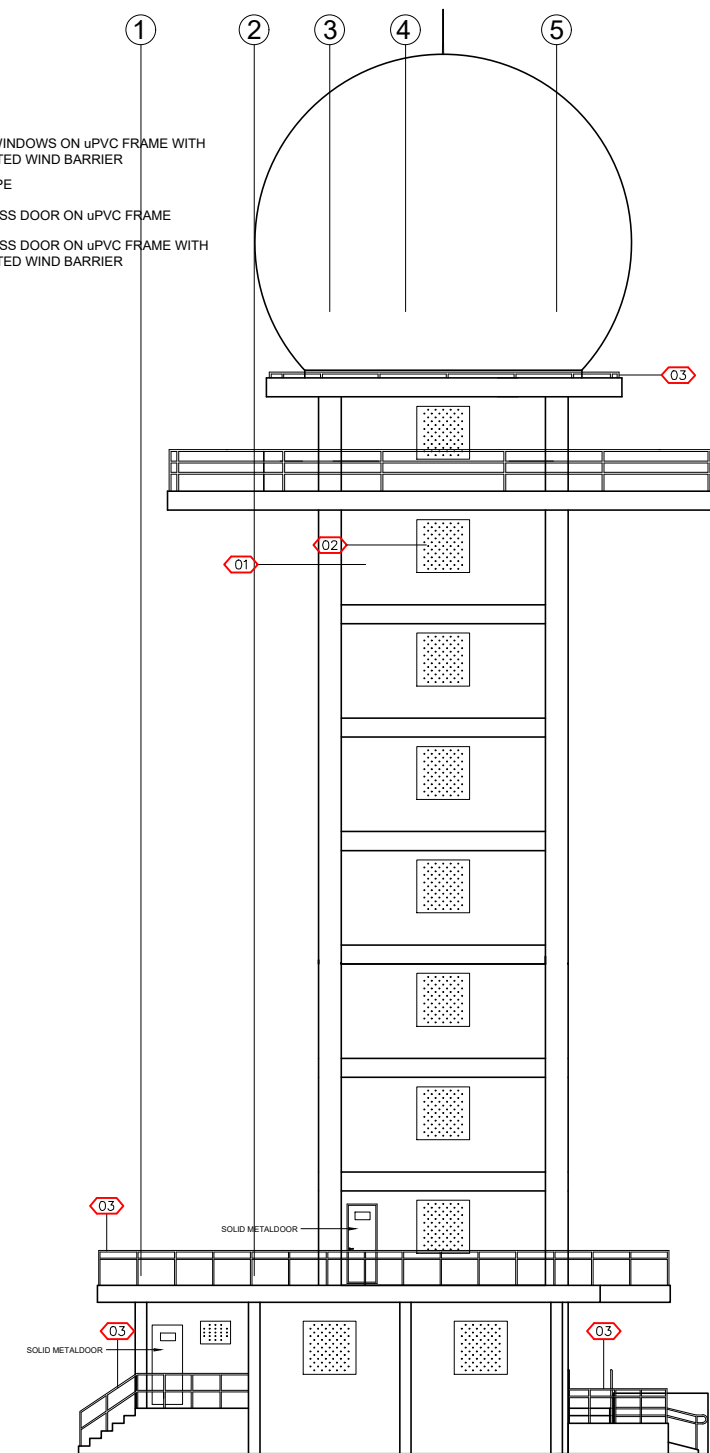 1 2 3 4 5
WINDOWS ON uPVC FRAME WITH
TED WIND BARRIER
PE
SS DOOR ON uPVC FRAME
SS DOOR ON uPVC FRAME WITH
TED WIND BARRIER
03
02
01
03
SOLID METALDOOR
03
03
SOLID METALDOOR